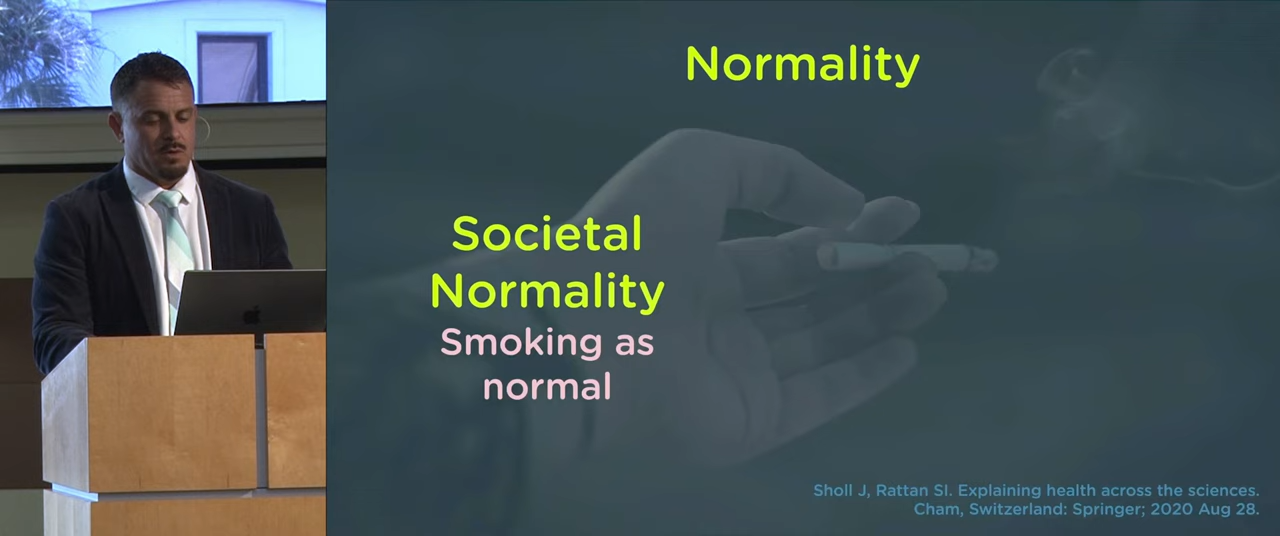 Normality
Societal
Normality
Smoking as
normal
Sholl J, Rattan SI. Explaining health across the sciences.
Cham, Switzerland: Springer; 2020 Aug 28.